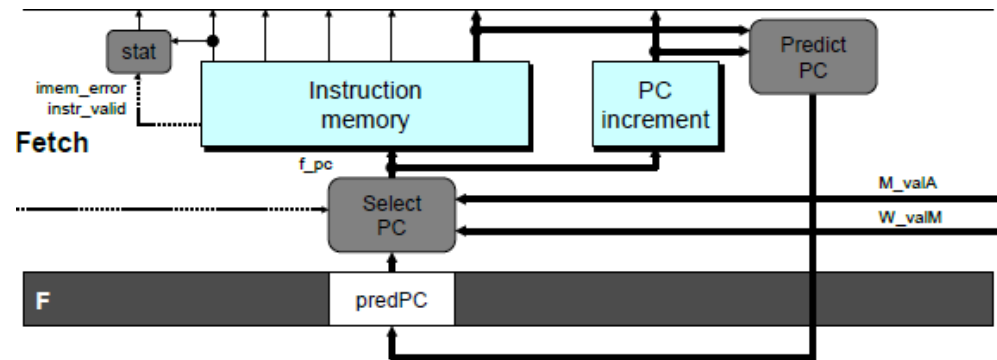 stat
Predict
PC
imem_error
instr_valid
Instruction
memory
PC
increment
Fetch
f_pc
M_valA
Select
PC
W_valM
F
predPC